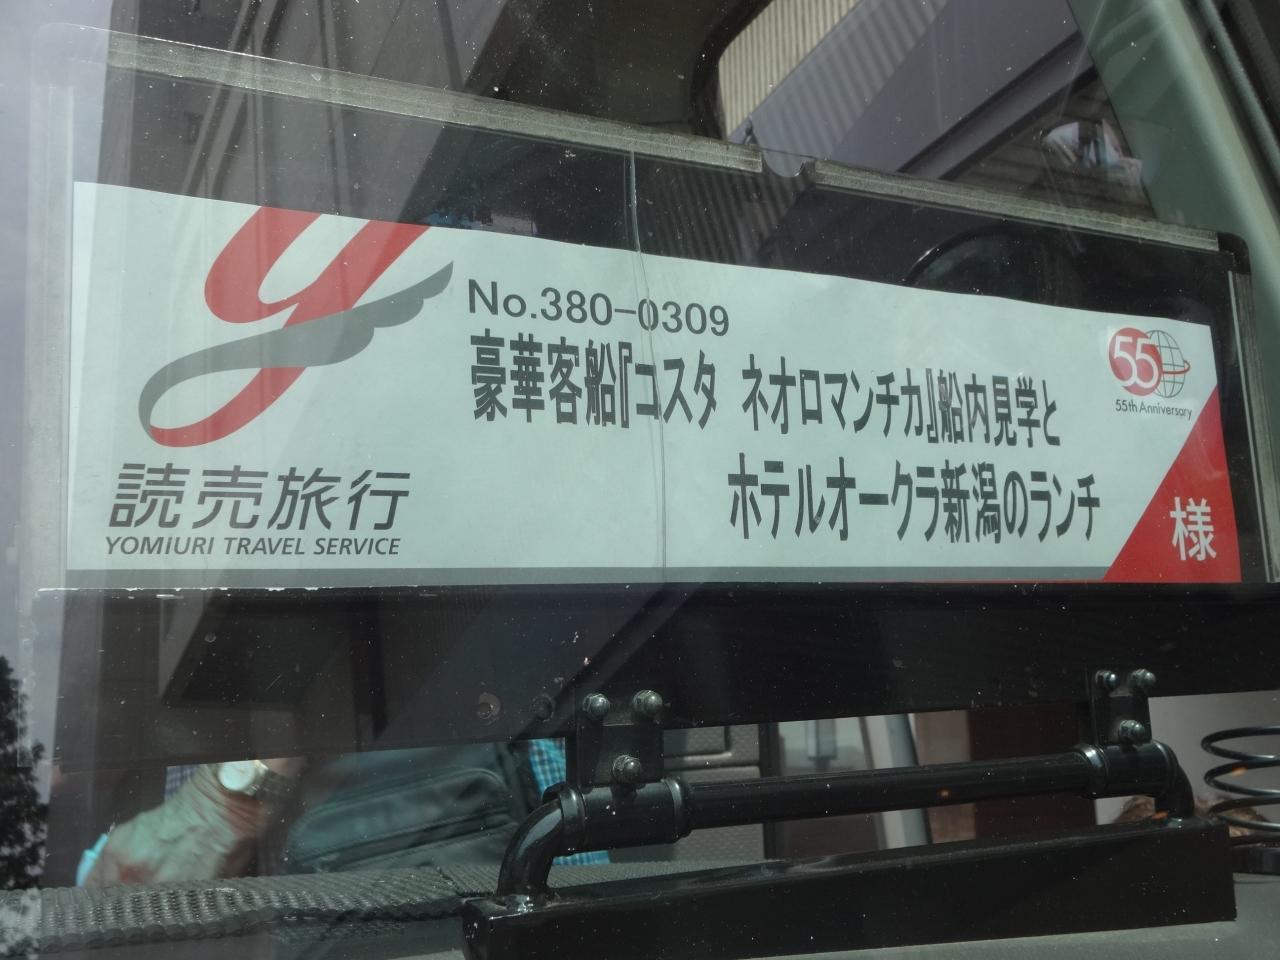 No.380-0309
豪華客船『コスタ ネオロマンチカ』船内見学と
ホテルオークラ新潟のランチ
様
55
55th Anniversary
読売旅行
YOMIURI TRAVEL SERVICE